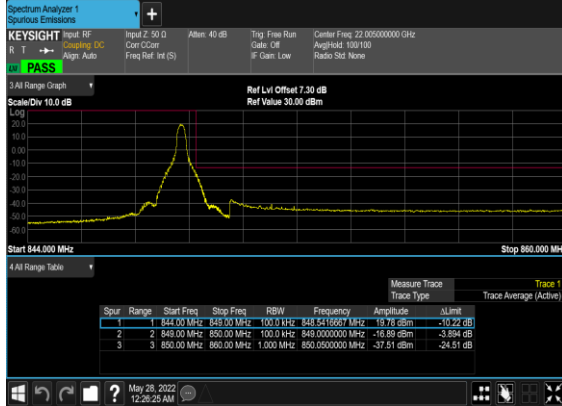 Spectrum Analyzer 1
Spurious Emissions
KEYSIGHT Input: RF Input Z: 50 Ω Atten: 40 dB Trig: Free Run Center Freq: 22.005000000 GHz
R T Coupling: DC Corr CCorr Gate: Off Avg|Hold: 100/100
Align: Auto Freq Ref: Int (S) IF Gain: Low Radio Std: None
PASS
3 All Range Graph Ref Lvl Offset 7.30 dB
Scale/Div 10.0 dB Ref Value 30.00 dBm
Log
20.0
10.0
0.00
-10.0
-20.0
-30.0
-40.0
-50.0
-60.0
Start 844.000 MHz Stop 860.000 MH
4 All Range Table
Measure Trace Trace 1
Trace Type Trace Average (Active)
Spur Range Start Freq Stop Freq RBW Frequency Amplitude ΔLimit
1 1 844.00 MHz 849.00 MHz 100.0 kHz 848.5416667 MHz 19.78 dBm -10.22 dB
2 2 849.00 MHz 850.00 MHz 100.0 kHz 849.0000000 MHz -16.89 dBm -3.894 dB
3 3 850.00 MHz 860.00 MHz 1.000 MHz 850.0500000 MHz -37.51 dBm -24.51 dB
May 28, 2022
12:26:25 AM